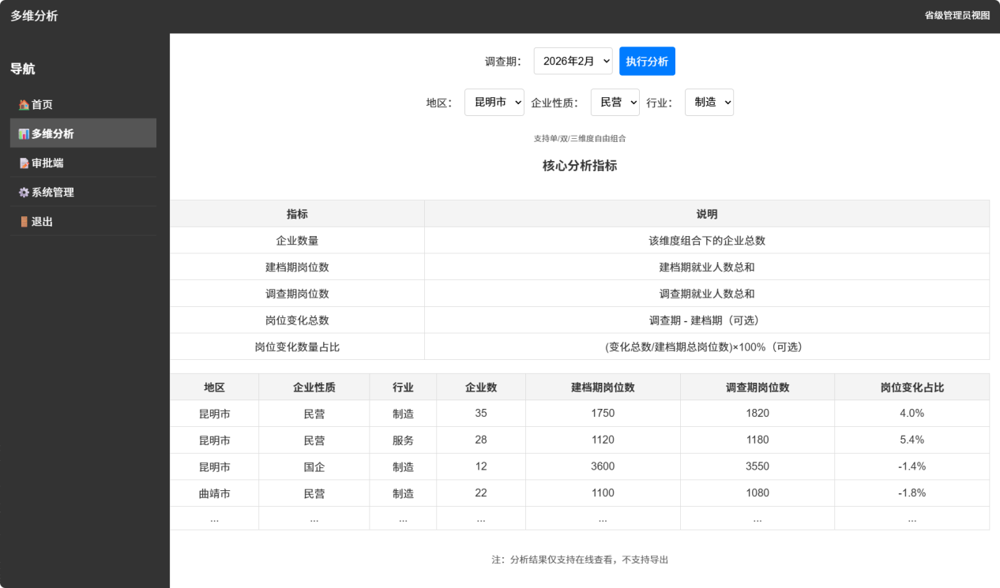 多维分析 省级管理员视图
导航
首页
多维分析
审批端
系统管理
退出
调查期： 2026年2月 执行分析
地区： 昆明市 企业性质： 民营 行业： 制造
支持单/双/三维度自由组合
核心分析指标
指标 说明
企业数量 该维度组合下的企业总数
建档期岗位数 建档期就业人数总和
调查期岗位数 调查期就业人数总和
岗位变化总数 调查期 - 建档期（可选）
岗位变化数量占比 (变化总数/建档期总岗位数)×100%（可选）
地区 企业性质 行业 企业数 建档期岗位数 调查期岗位数 岗位变化占比
昆明市 民营 制造 35 1750 1820 4.0%
昆明市 民营 服务 28 1120 1180 5.4%
昆明市 国企 制造 12 3600 3550 -1.4%
曲靖市 民营 制造 22 1100 1080 -1.8%
... ... ... ... ... ... ...
注：分析结果仅支持在线查看，不支持导出